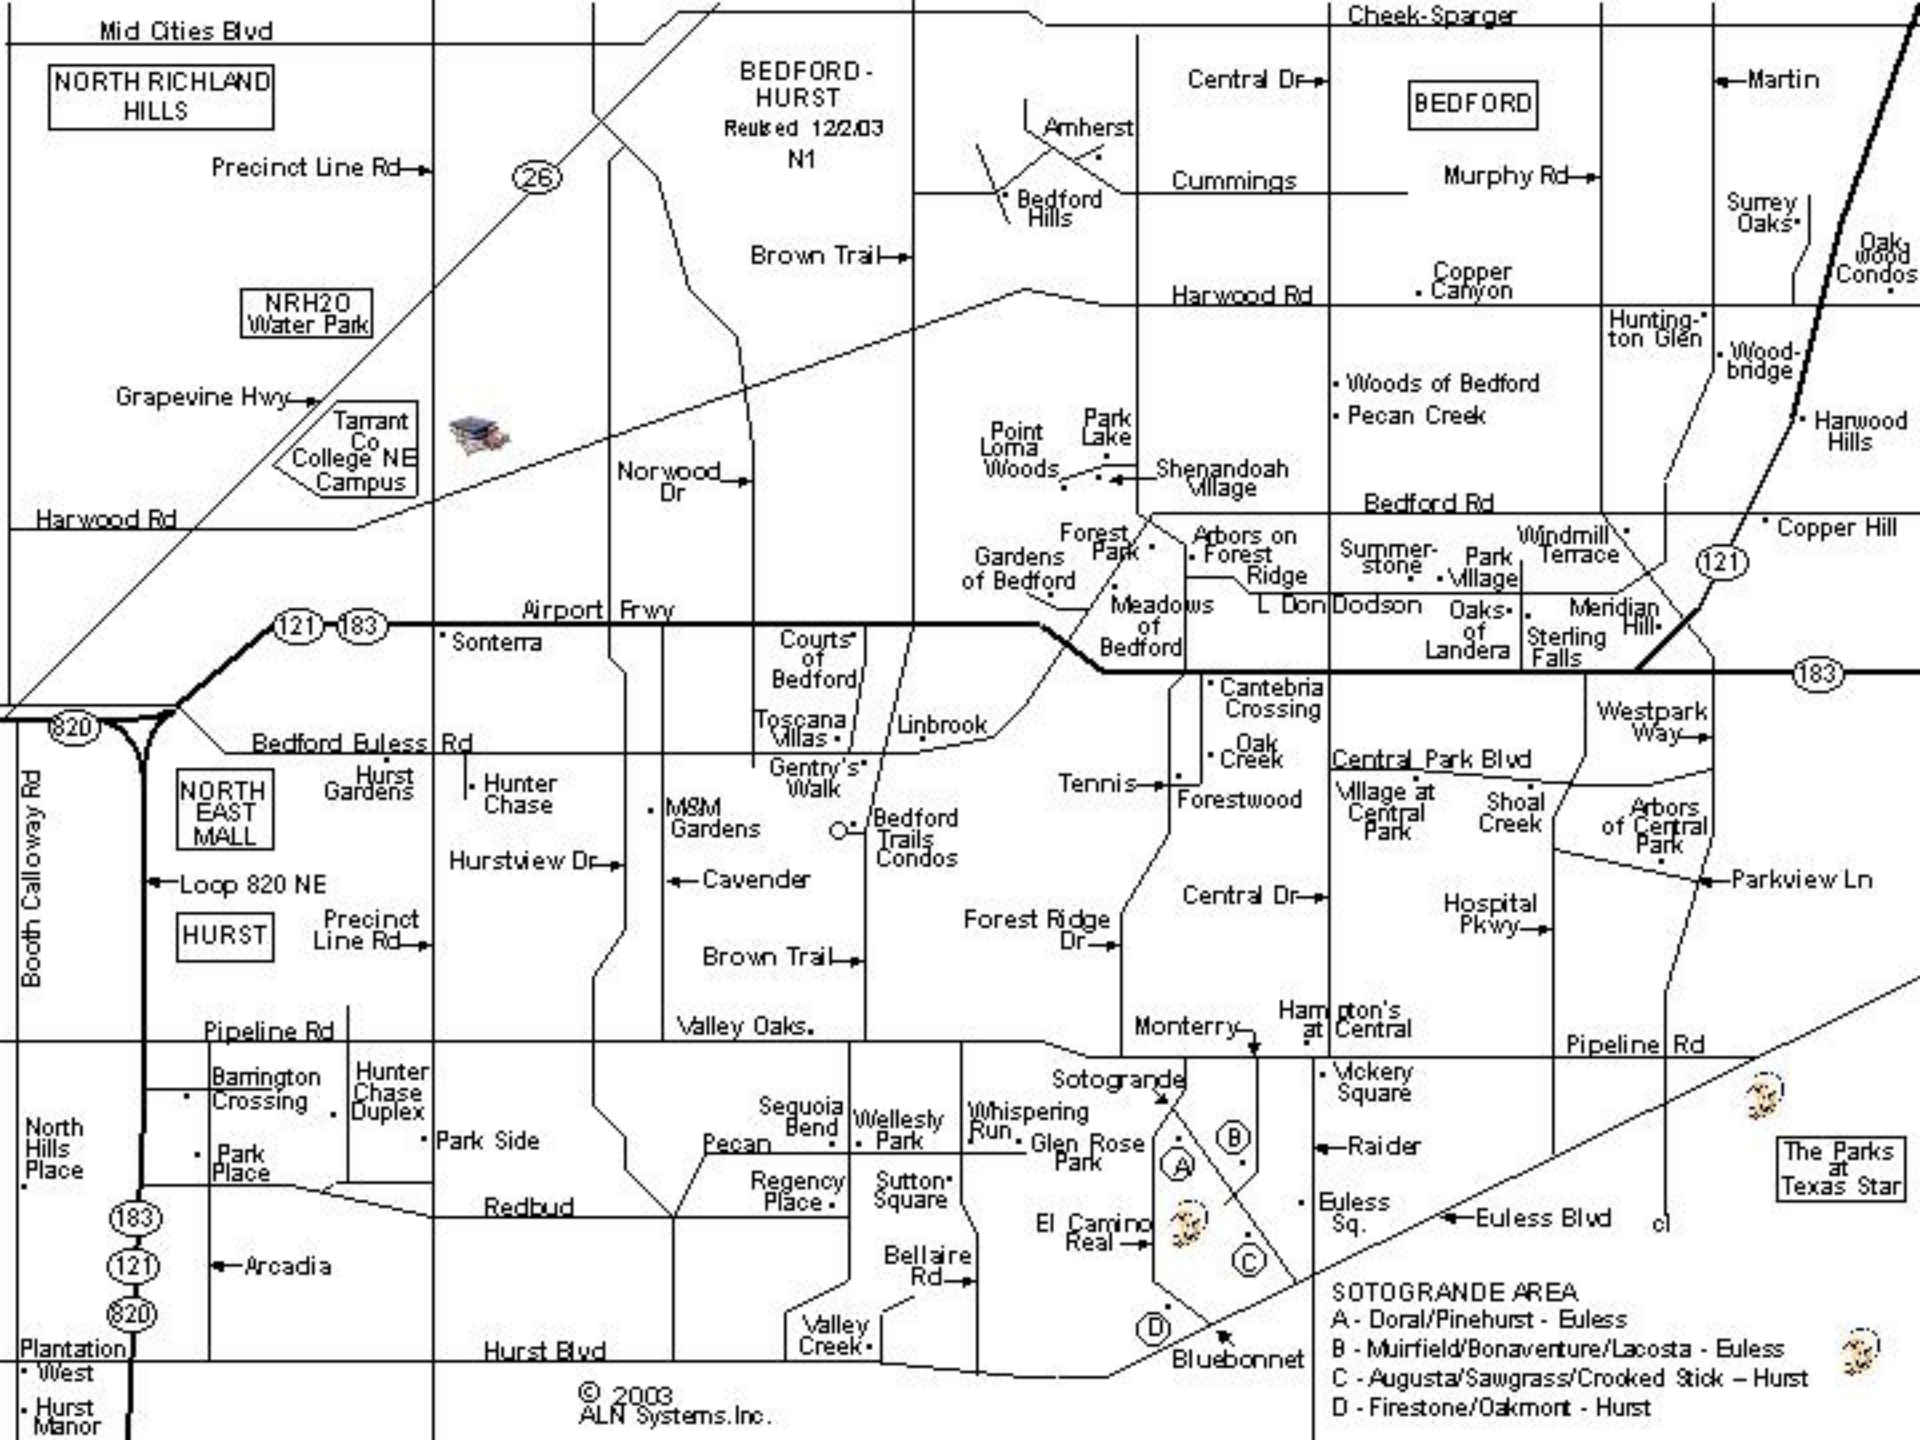 Mid Cities Blvd
Cheek-Sparger
NORTH RICHLAND
HILLS
BEDFORD -
HURST
Revised 12/2/03
N1
Central Dr
BEDFORD
Martin
Amherst
Precinct Line Rd
26
Cummings
Murphy Rd
Bedford
Hills
Surrey
Oaks
Oak
wood
Condos
Brown Trail
NRH2O
Water Park
Harwood Rd
Copper
Canyon
Hunting-
ton Glen
Wood-
bridge
Grapevine Hwy
Tarrant
Co
College NE
Campus
Woods of Bedford
Pecan Creek
Park
Lake
Point
Loma
Woods
Harwood
Hills
Norwood
Dr
Shenandoah
Village
Bedford Rd
Harwood Rd
Forest
Park
Arbors on
Forest
Ridge
Gardens
of Bedford
Summer-
stone
Park
Village
Windmill
Terrace
Copper Hill
121
Airport Frwy
121
183
Sonterra
Courts
of
Bedford
Meadows
of
Bedford
L Don Dodson
Oaks
of
Landera
Sterling
Falls
Meridian
Hill
183
820
Bedford Euless Rd
Toscana
Villas
Linbrook
Cantebria
Crossing
Oak
Creek
Westpark
Way
Central Park Blvd
Booth Calloway Rd
NORTH
EAST
MALL
Hurst
Gardens
Hunter
Chase
Gentry's
Walk
M&M
Gardens
Bedford
Trails
Condos
Tennis
Forestwood
Village at
Central
Park
Shoal
Creek
Arbors
of Central
Park
Hurstview Dr
Cavender
Loop 820 NE
Parkview Ln
Central Dr
HURST
Precinct
Line Rd
Brown Trail
Forest Ridge
Dr
Hospital
Pkwy
Pipeline Rd
Valley Oaks
Monterry
Hampton's
at Central
Pipeline Rd
Barrington
Crossing
Hunter
Chase
Duplex
Sotogrande
Vickery
Square
North
Hills
Place
Park
Place
Park Side
Pecan
Sequoia
Bend
Wellesly
Park
Whispering
Run
Glen Rose
Park
B
A
Raider
The Parks
at
Texas Star
Regency
Place
Sutton
Square
183
Redbud
El Camino
Real
Euless
Sq.
Euless Blvd
cl
121
Arcadia
Bellaire
Rd
C
820
Valley
Creek
D
Bluebonnet
Plantation
West
Hurst Blvd
Hurst
Manor
© 2003
ALN Systems.Inc.
SOTOGRANDE AREA
A - Doral/Pinehurst - Euless
B - Muirfield/Bonaventure/Lacosta - Euless
C - Augusta/Sawgrass/Crooked Stick – Hurst
D - Firestone/Oakmont - Hurst